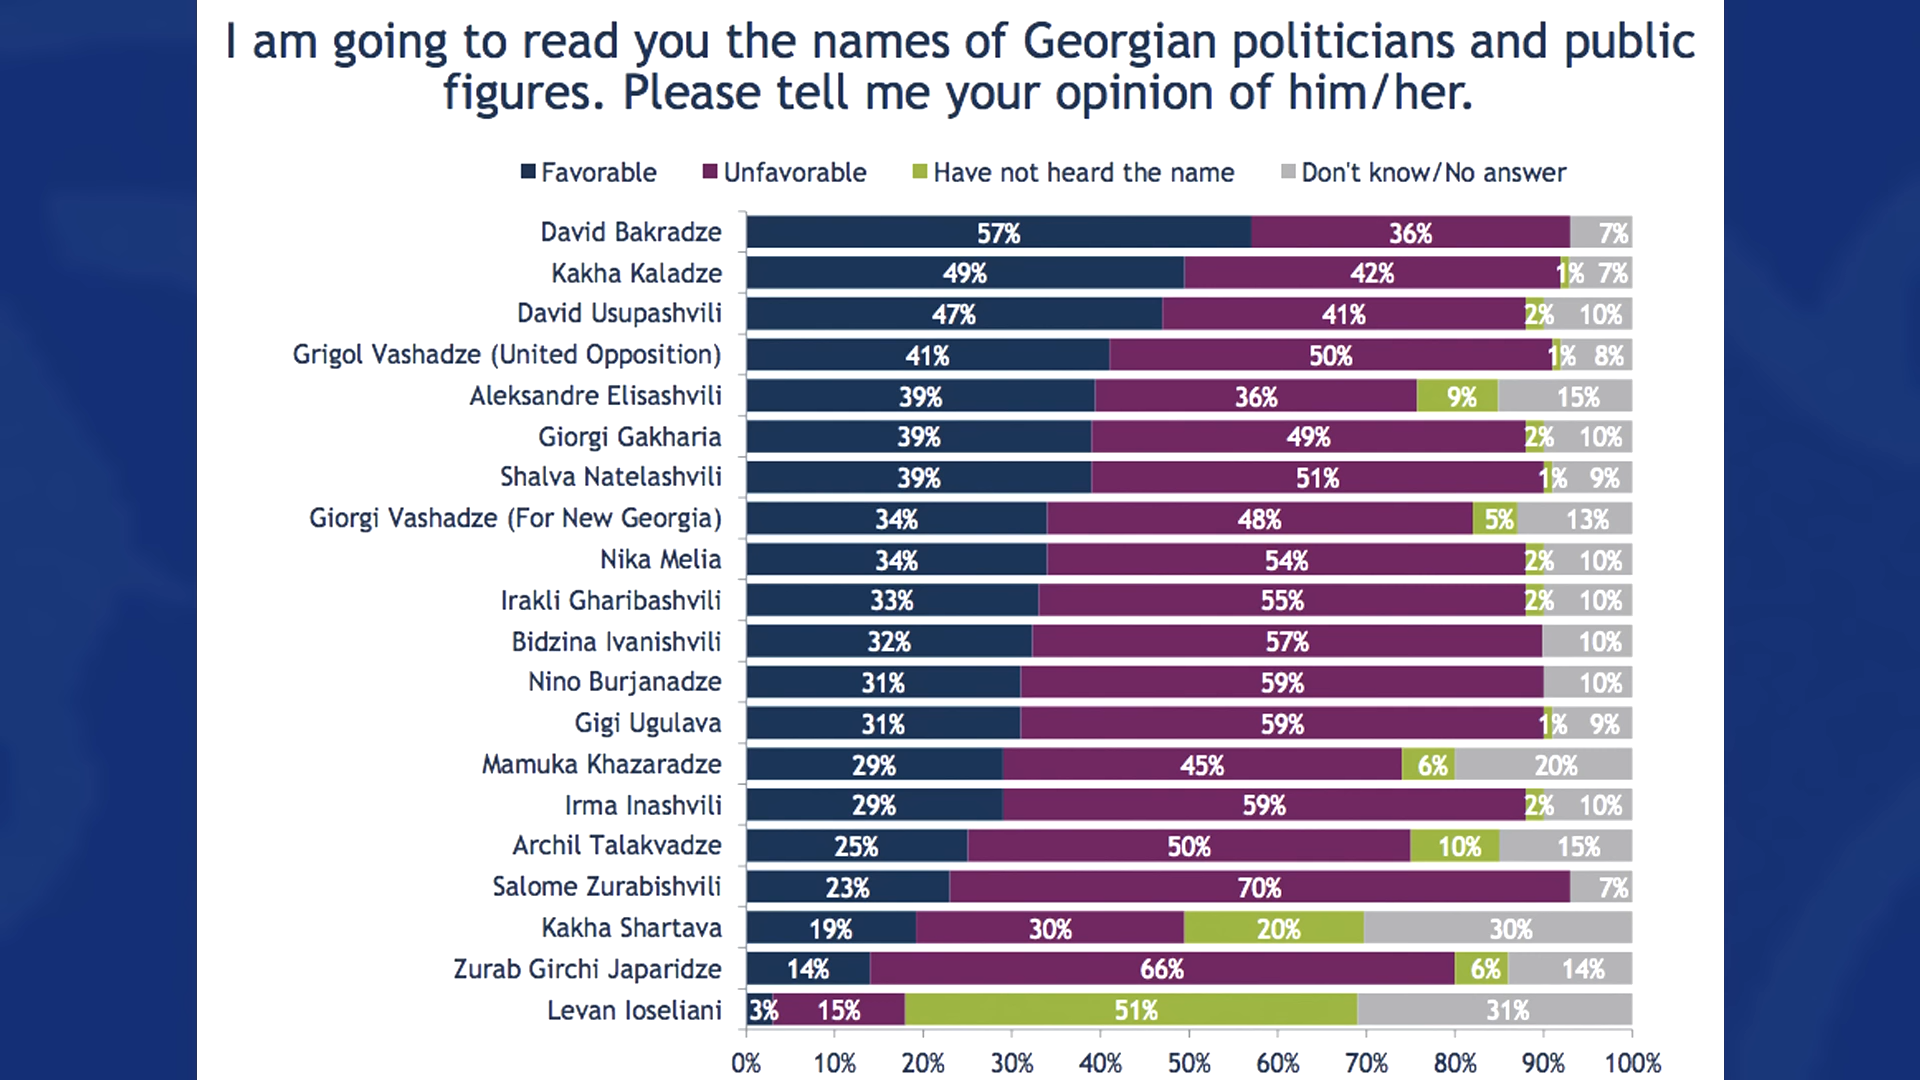 I am going to read you the names of Georgian politicians and public
figures. Please tell me your opinion of him/her.
Favorable Unfavorable Have not heard the name Don't know/No answer
David Bakradze 57% 36% 7%
Kakha Kaladze 49% 42% 1% 7%
David Usupashvili 47% 41% 2% 10%
Grigol Vashadze (United Opposition) 41% 50% 1% 8%
Aleksandre Elisashvili 39% 36% 9% 15%
Giorgi Gakharia 39% 49% 2% 10%
Shalva Natelashvili 39% 51% 1% 9%
Giorgi Vashadze (For New Georgia) 34% 48% 5% 13%
Nika Melia 34% 54% 2% 10%
Irakli Gharibashvili 33% 55% 2% 10%
Bidzina Ivanishvili 32% 57% 10%
Nino Burjanadze 31% 59% 10%
Gigi Ugulava 31% 59% 1% 9%
Mamuka Khazaradze 29% 45% 6% 20%
Irma Inashvili 29% 59% 2% 10%
Archil Talakvadze 25% 50% 10% 15%
Salome Zurabishvili 23% 70% 7%
Kakha Shartava 19% 30% 20% 30%
Zurab Girchi Japaridze 14% 66% 6% 14%
Levan Ioseliani 3% 15% 51% 31%
0% 10% 20% 30% 40% 50% 60% 70% 80% 90% 100%